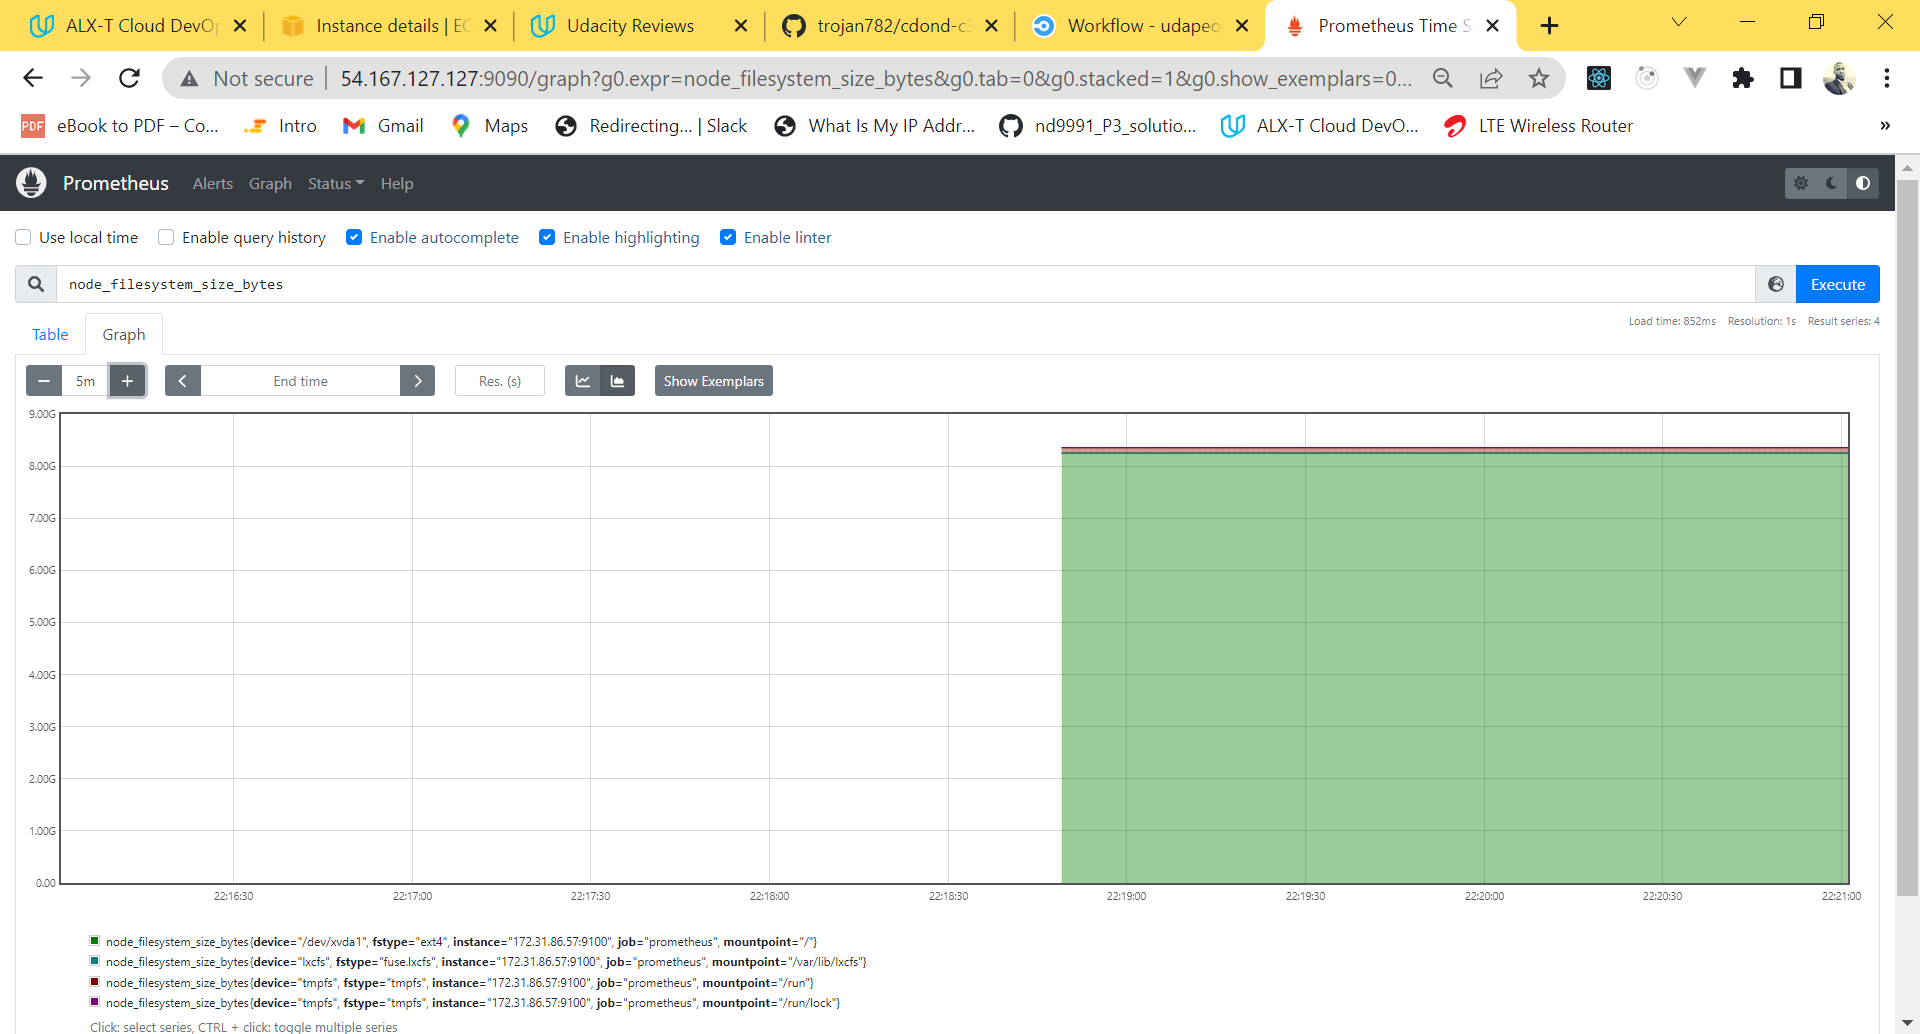 ALX-T Cloud DevOp
Instance details | EC
Udacity Reviews
trojan782/cdond-c3
Workflow - udapeo
Prometheus Time S
Not secure
54.167.127.127:9090/graph?g0.expr=node_filesystem_size_bytes&g0.tab=0&g0.stacked=1&g0.show_exemplars=0...
PDF
eBook to PDF – Co...
Intro
Gmail
Maps
Redirecting... | Slack
What Is My IP Addr...
nd9991_P3_solutio...
ALX-T Cloud DevO...
LTE Wireless Router
»
Prometheus
Alerts
Graph
Status
Help
Use local time
Enable query history
Enable autocomplete
Enable highlighting
Enable linter
node_filesystem_size_bytes
Execute
Table
Graph
Load time: 852ms
Resolution: 1s
Result series: 4
5m
End time
Res. (s)
Show Exemplars
9.00G
8.00G
7.00G
6.00G
5.00G
4.00G
3.00G
2.00G
1.00G
0.00
22:16:30
22:17:00
22:17:30
22:18:00
22:18:30
22:19:00
22:19:30
22:20:00
22:20:30
22:21:00
node_filesystem_size_bytes{device="/dev/xvda1", fstype="ext4", instance="172.31.86.57:9100", job="prometheus", mountpoint="/"}
node_filesystem_size_bytes{device="lxcfs", fstype="fuse.lxcfs", instance="172.31.86.57:9100", job="prometheus", mountpoint="/var/lib/lxcfs"}
node_filesystem_size_bytes{device="tmpfs", fstype="tmpfs", instance="172.31.86.57:9100", job="prometheus", mountpoint="/run"}
node_filesystem_size_bytes{device="tmpfs", fstype="tmpfs", instance="172.31.86.57:9100", job="prometheus", mountpoint="/run/lock"}
Click: select series, CTRL + click: toggle multiple series